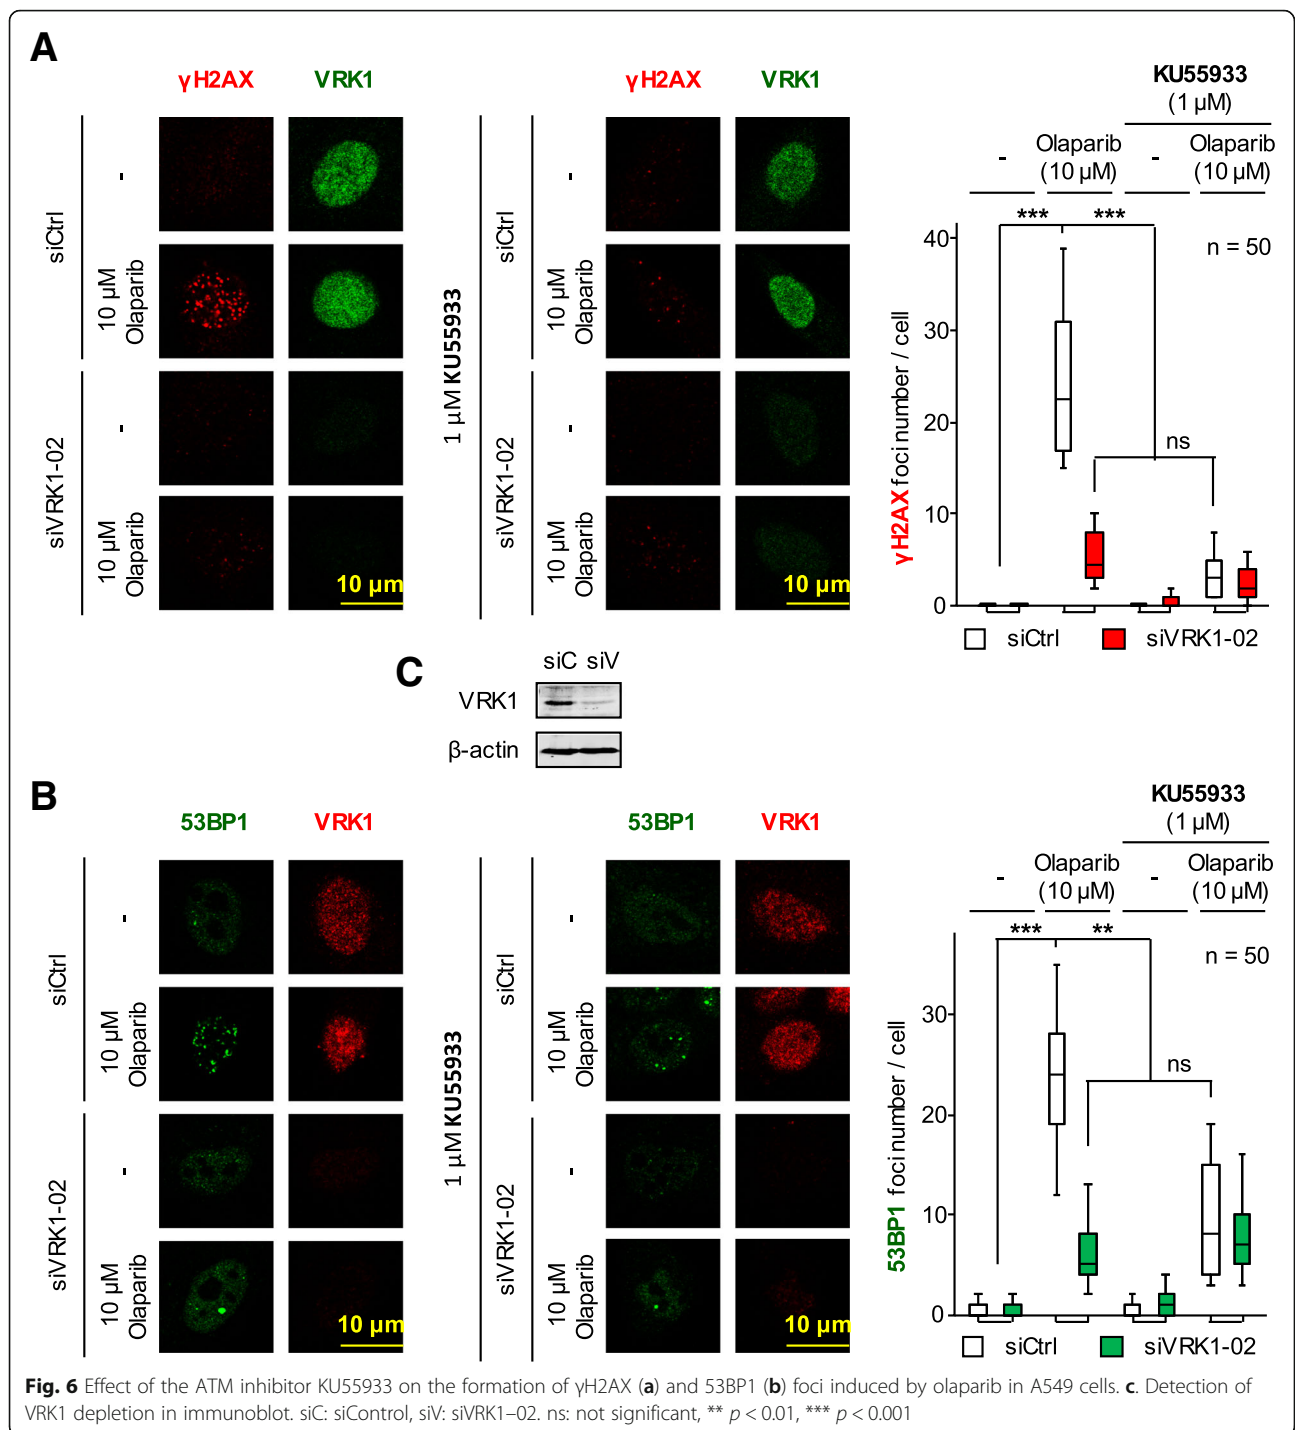 A
γH2AX VRK1 γH2AX VRK1
KU55933
(1 µM)
- Olaparib (10 µM) - Olaparib (10 µM)
siCtrl
-
10 µM Olaparib
siVRK1-02
-
10 µM Olaparib
10 µm
1 µM KU55933
siCtrl
-
10 µM Olaparib
siVRK1-02
-
10 µM Olaparib
10 µm
*** ***
n = 50
ns
γH2AX foci number / cell
40
30
20
10
0
siCtrl siVRK1-02
C
siC siV
VRK1
β-actin
B
53BP1 VRK1 53BP1 VRK1
KU55933
(1 µM)
- Olaparib (10 µM) - Olaparib (10 µM)
siCtrl
-
10 µM Olaparib
siVRK1-02
-
10 µM Olaparib
10 µm
1 µM KU55933
siCtrl
-
10 µM Olaparib
siVRK1-02
-
10 µM Olaparib
10 µm
*** **
n = 50
ns
53BP1 foci number / cell
30
20
10
0
siCtrl siVRK1-02
Fig. 6 Effect of the ATM inhibitor KU55933 on the formation of γH2AX (a) and 53BP1 (b) foci induced by olaparib in A549 cells. c. Detection of
VRK1 depletion in immunoblot. siC: siControl, siV: siVRK1–02. ns: not significant, ** p < 0.01, *** p < 0.001